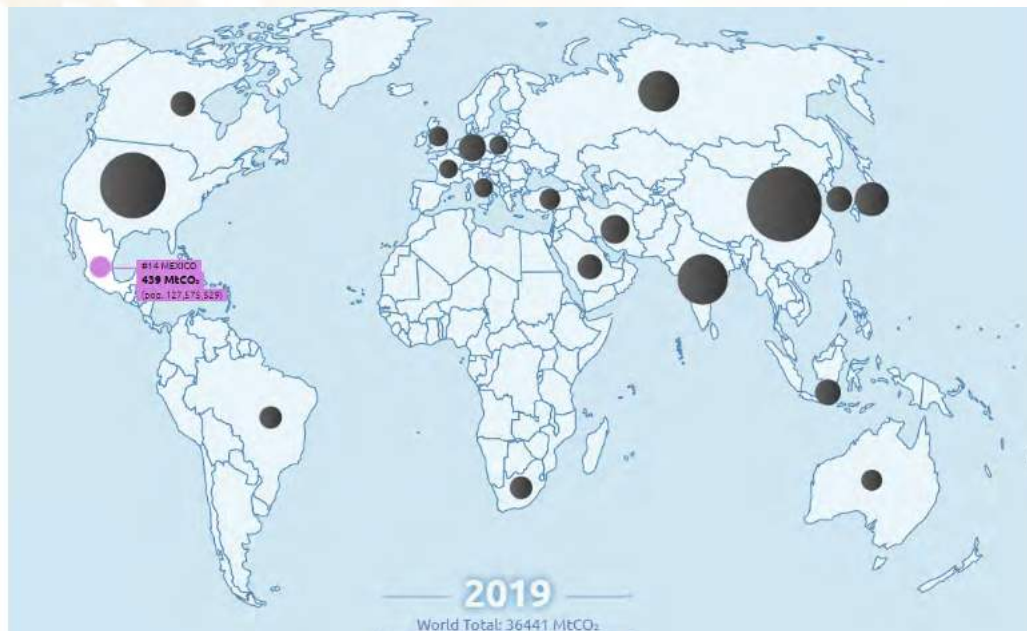 #14 MEXICO
439 MtCO₂
(pop. 127,575,529)
2019
World Total: 36441 MtCO₂